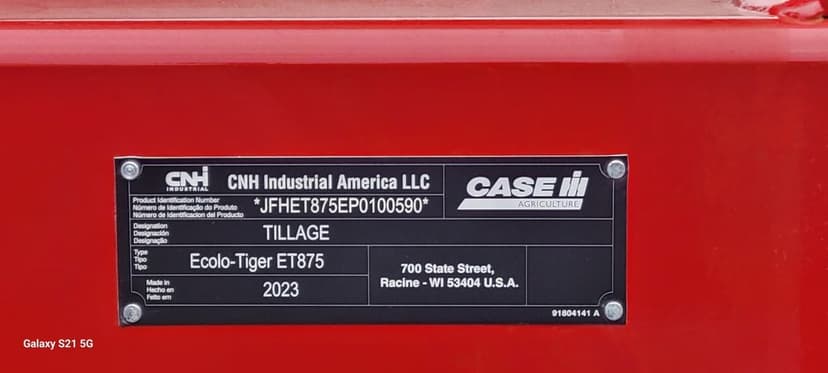 CNH
INDUSTRIAL
CNH Industrial America LLC
CASE IH
AGRICULTURE
Product Identification Number
Número de Identificação do Produto
Número de Identificacion del Producto
*JFHET875EP0100590*
Designation
Designación
Designação
TILLAGE
Type
Tipo
Tipo
Ecolo-Tiger ET875
Made in
Hecho en
Feito em
2023
700 State Street,
Racine - WI 53404 U.S.A.
91804141 A
Galaxy S21 5G